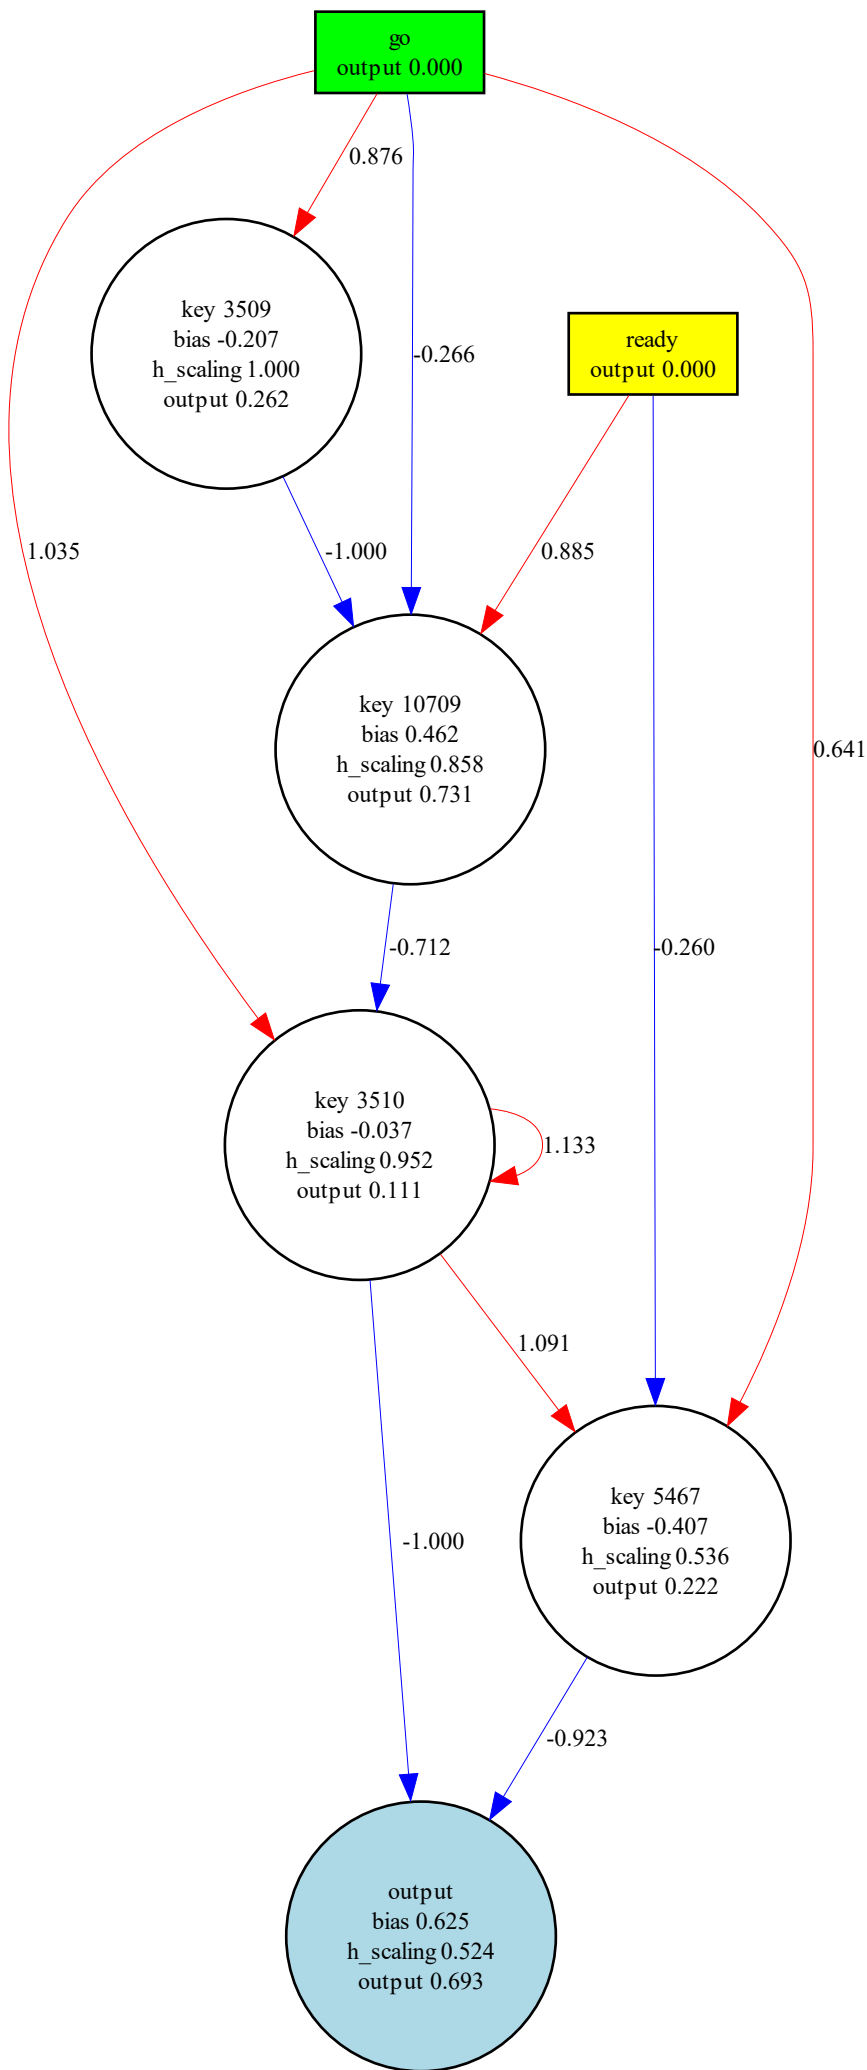 go
output 0.000
0.876
key 3509
bias -0.207
h_scaling 1.000
output 0.262
-0.266
ready
output 0.000
1.035
-1.000
0.885
key 10709
bias 0.462
h_scaling 0.858
output 0.731
0.641
-0.712
-0.260
key 3510
bias -0.037
h_scaling 0.952
output 0.111
1.133
1.091
key 5467
bias -0.407
h_scaling 0.536
output 0.222
-1.000
-0.923
output
bias 0.625
h_scaling 0.524
output 0.693